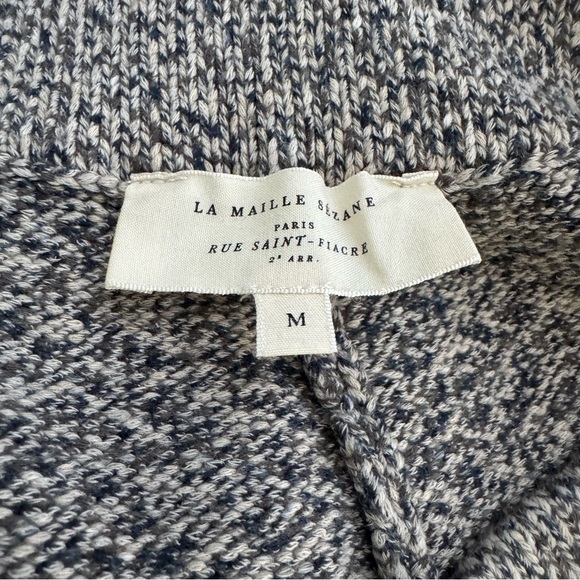 LA MAILLE SÉZANE
PARIS
RUE SAINT-FIACRE
2e ARR.
M